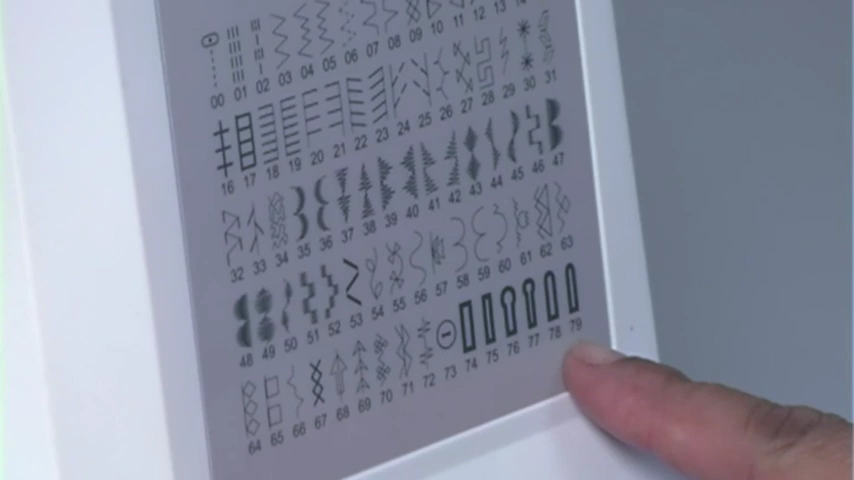 00 01 02 03 04 05 06 07 08 09 10 11 12 13 14
16 17 18 19 20 21 22 23 24 25 26 27 28 29 30 31
32 33 34 35 36 37 38 39 40 41 42 43 44 45 46 47
48 49 50 51 52 53 54 55 56 57 58 59 60 61 62 63
64 65 66 67 68 69 70 71 72 73 74 75 76 77 78 79